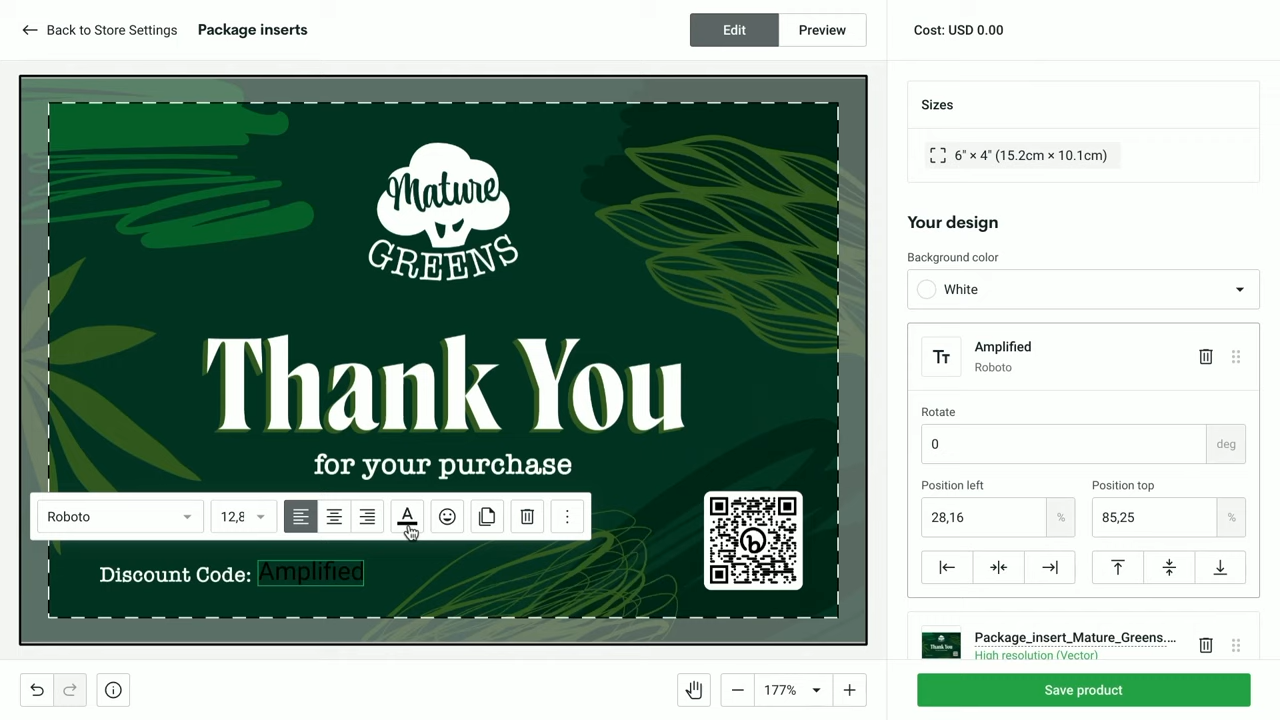 Back to Store Settings
Package inserts
Edit
Preview
Cost: USD 0.00
Mature
GREENS
Thank You
for your purchase
Roboto
12,8
A
Discount Code: Amplified
Sizes
6" × 4" (15.2cm × 10.1cm)
Your design
Background color
White
Tт
Amplified
Roboto
Rotate
0
deg
Position left
Position top
28,16
%
85,25
%
Package_insert_Mature_Greens....
High resolution (Vector)
177%
Save product